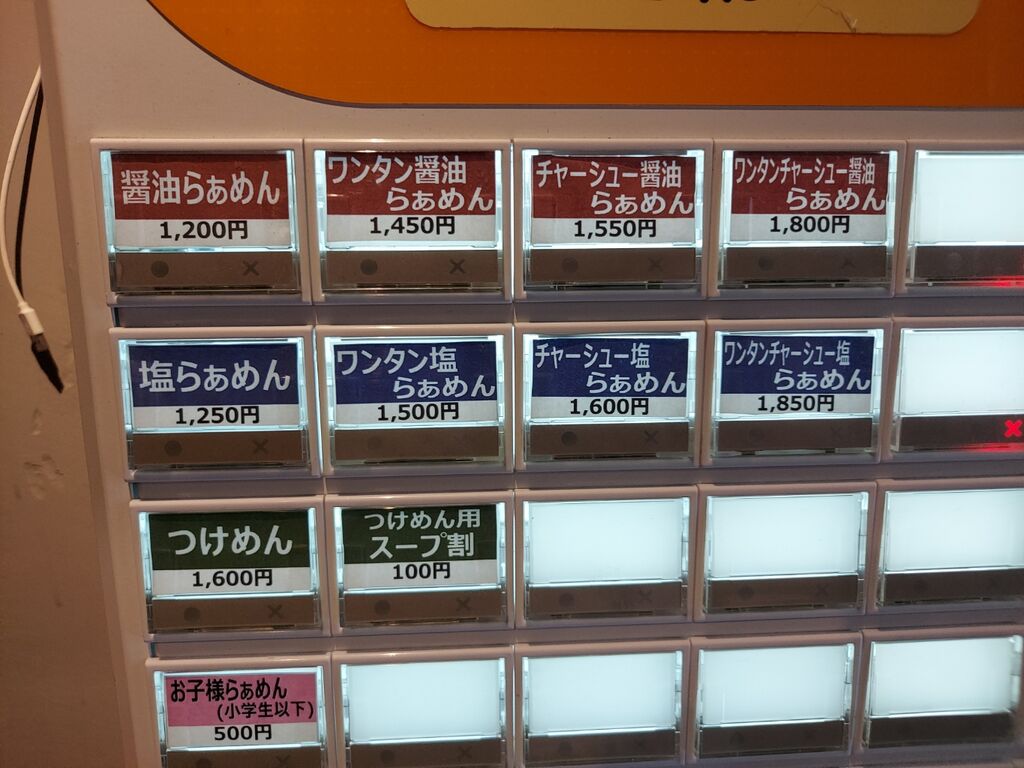 醤油らぁめん
1,200円
ワンタン醤油
らぁめん
1,450円
チャーシュー醤油
らぁめん
1,550円
ワンタンチャーシュー醤油
らぁめん
1,800円
塩らぁめん
1,250円
ワンタン塩
らぁめん
1,500円
チャーシュー塩
らぁめん
1,600円
ワンタンチャーシュー塩
らぁめん
1,850円
つけめん
1,600円
つけめん用
スープ割
100円
お子様らぁめん
(小学生以下)
500円